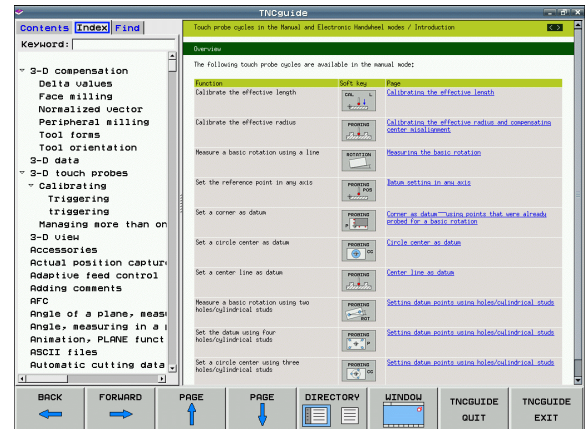 TNCguide
Contents Index Find
Keyword:
3-D compensation
Delta values
Face milling
Normalized vector
Peripheral milling
Tool forms
Tool orientation
3-D data
3-D touch probes
Calibrating
Triggering
triggering
Managing more than on
3-D view
Accessories
Actual position captur
Adaptive feed control
Adding comments
AFC
Angle of a plane, meas
Angle, measuring in a
Animation, PLANE funct
ASCII files
Automatic cutting data
Touch probe cycles in the Manual and Electronic Handwheel modes / Introduction
Overview
The following touch probe cycles are available in the manual mode:
Function Soft key Page
Calibrate the effective length CAL L Calibrating the effective length
Calibrate the effective radius PROBING Calibrating the effective radius and compensating
center misalignment
Measure a basic rotation using a line ROTATION Measuring the basic rotation
Set the reference point in any axis PROBING POS Datum setting in any axis
Set a corner as datum PROBING P Corner as datum—using points that were already
probed for a basic rotation
Set a circle center as datum PROBING CC Circle center as datum
Set a center line as datum PROBING Center line as datum
Measure a basic rotation using two
holes/cylindrical studs PROBING ROT Setting datum points using holes/cylindrical studs
Set the datum using four
holes/cylindrical studs PROBING P Setting datum points using holes/cylindrical studs
Set a circle center using three
holes/cylindrical studs PROBING CC Setting datum points using holes/cylindrical studs
BACK FORWARD PAGE PAGE DIRECTORY WINDOW TNCGUIDE QUIT TNCGUIDE EXIT